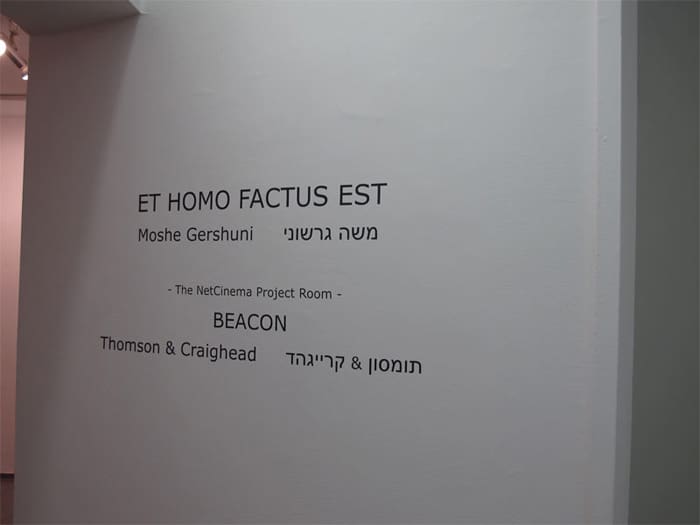 ET HOMO FACTUS EST
Moshe Gershuni משה גרשוני
- The NetCinema Project Room -
BEACON
Thomson & Craighead תומסון & קרייגהד